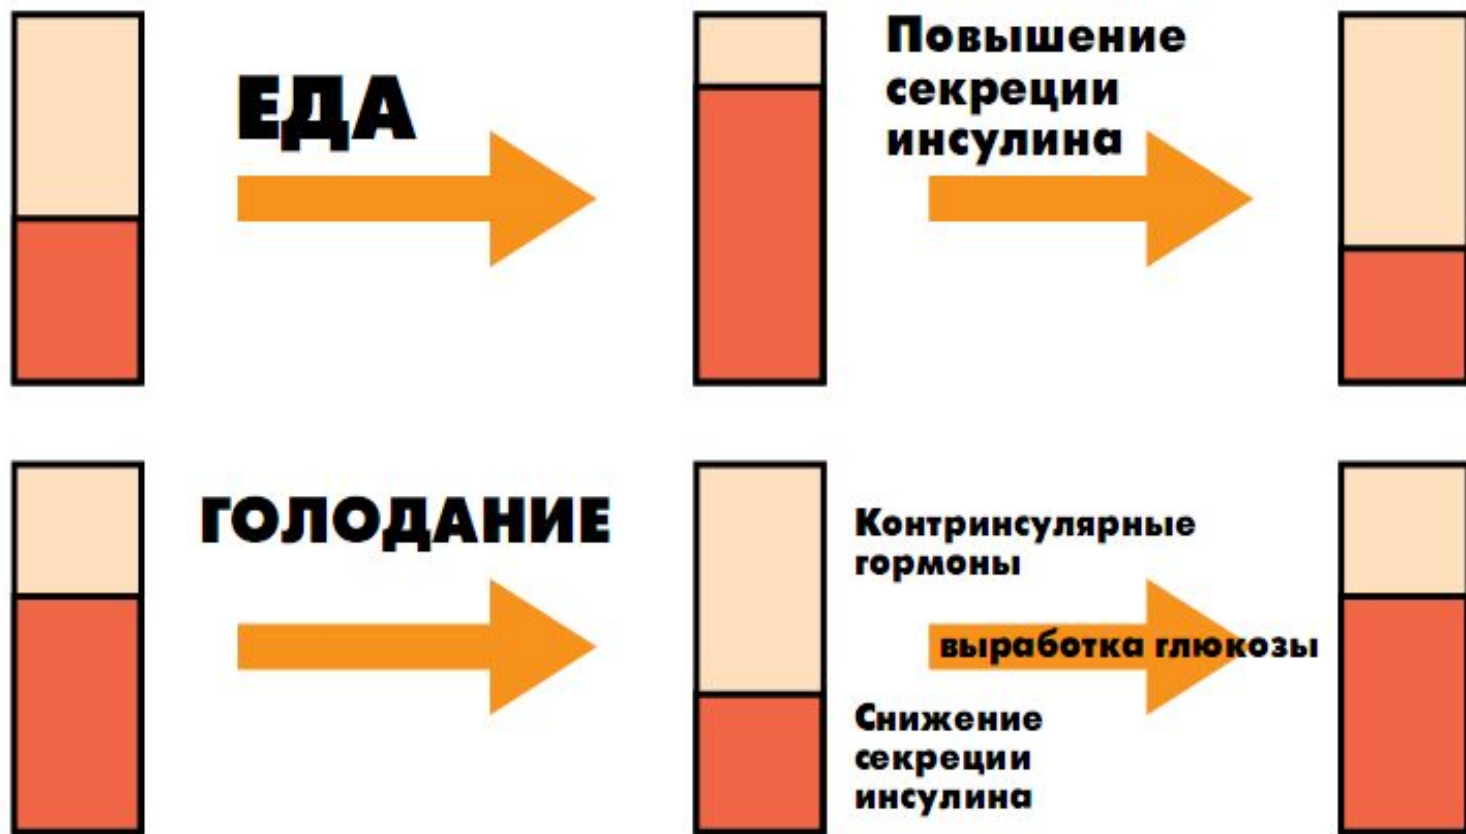 ЕДА
Повышение
секреции
инсулина
ГОЛОДАНИЕ
Контринсулярные
гормоны
выработка глюкозы
Снижение
секреции
инсулина